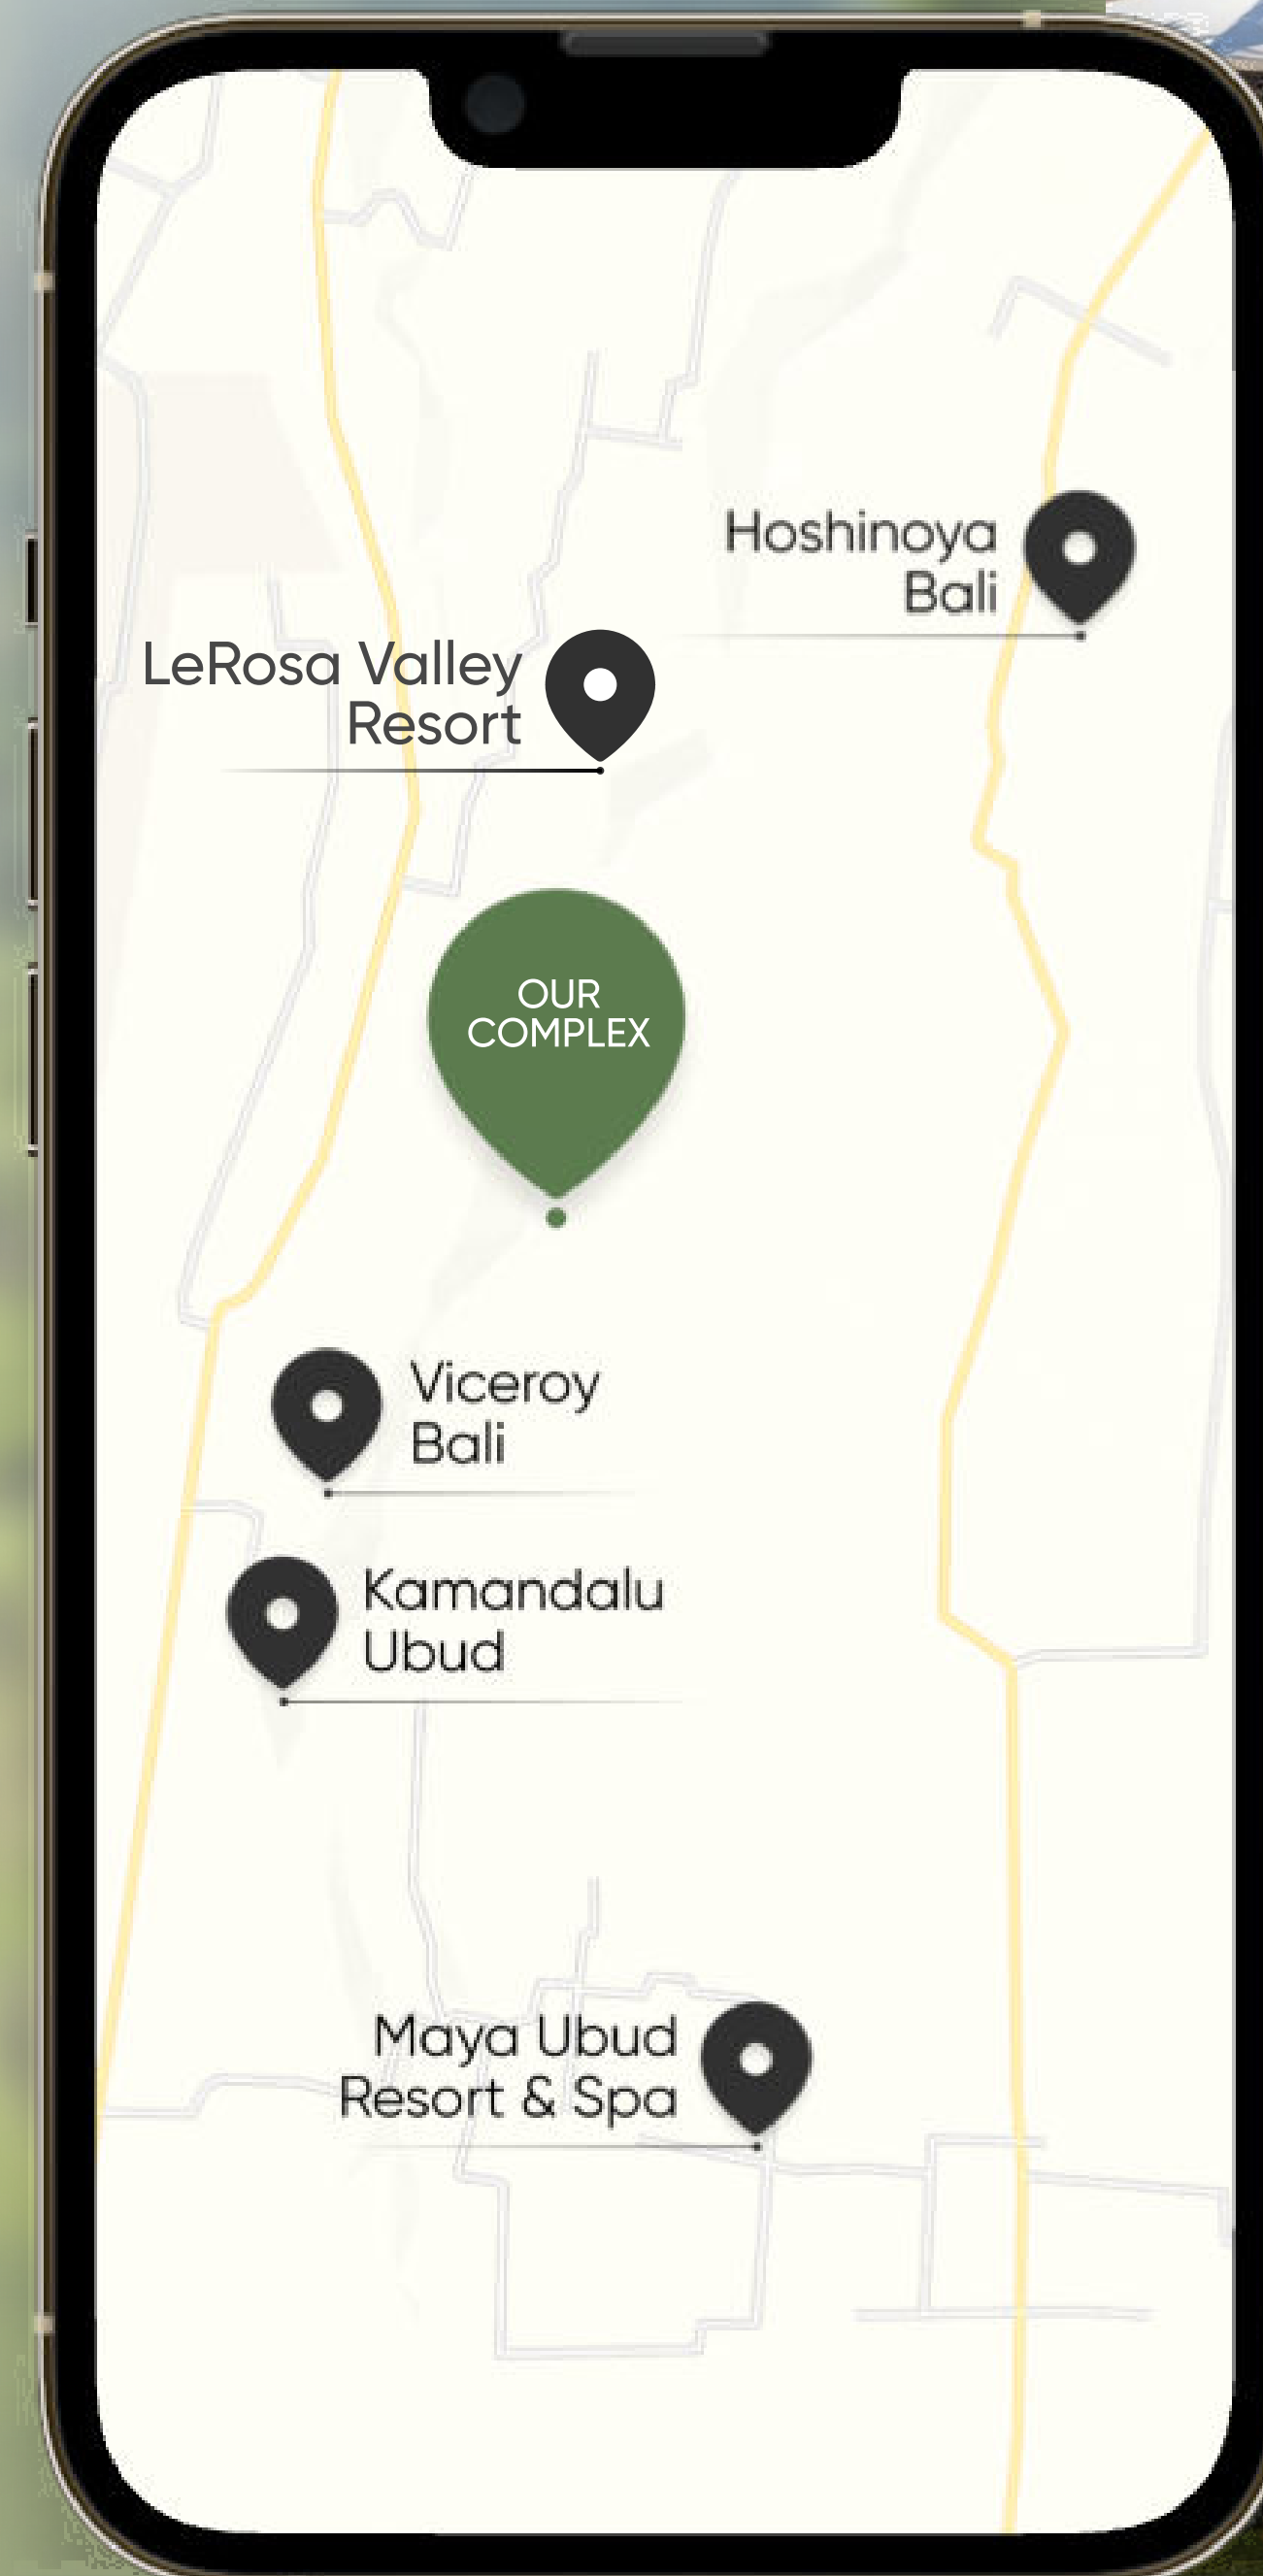 Hoshinoya
Bali
LeRosa Valley
Resort
OUR
COMPLEX
Viceroy
Bali
Kamandalu
Ubud
Maya Ubud
Resort & Spa